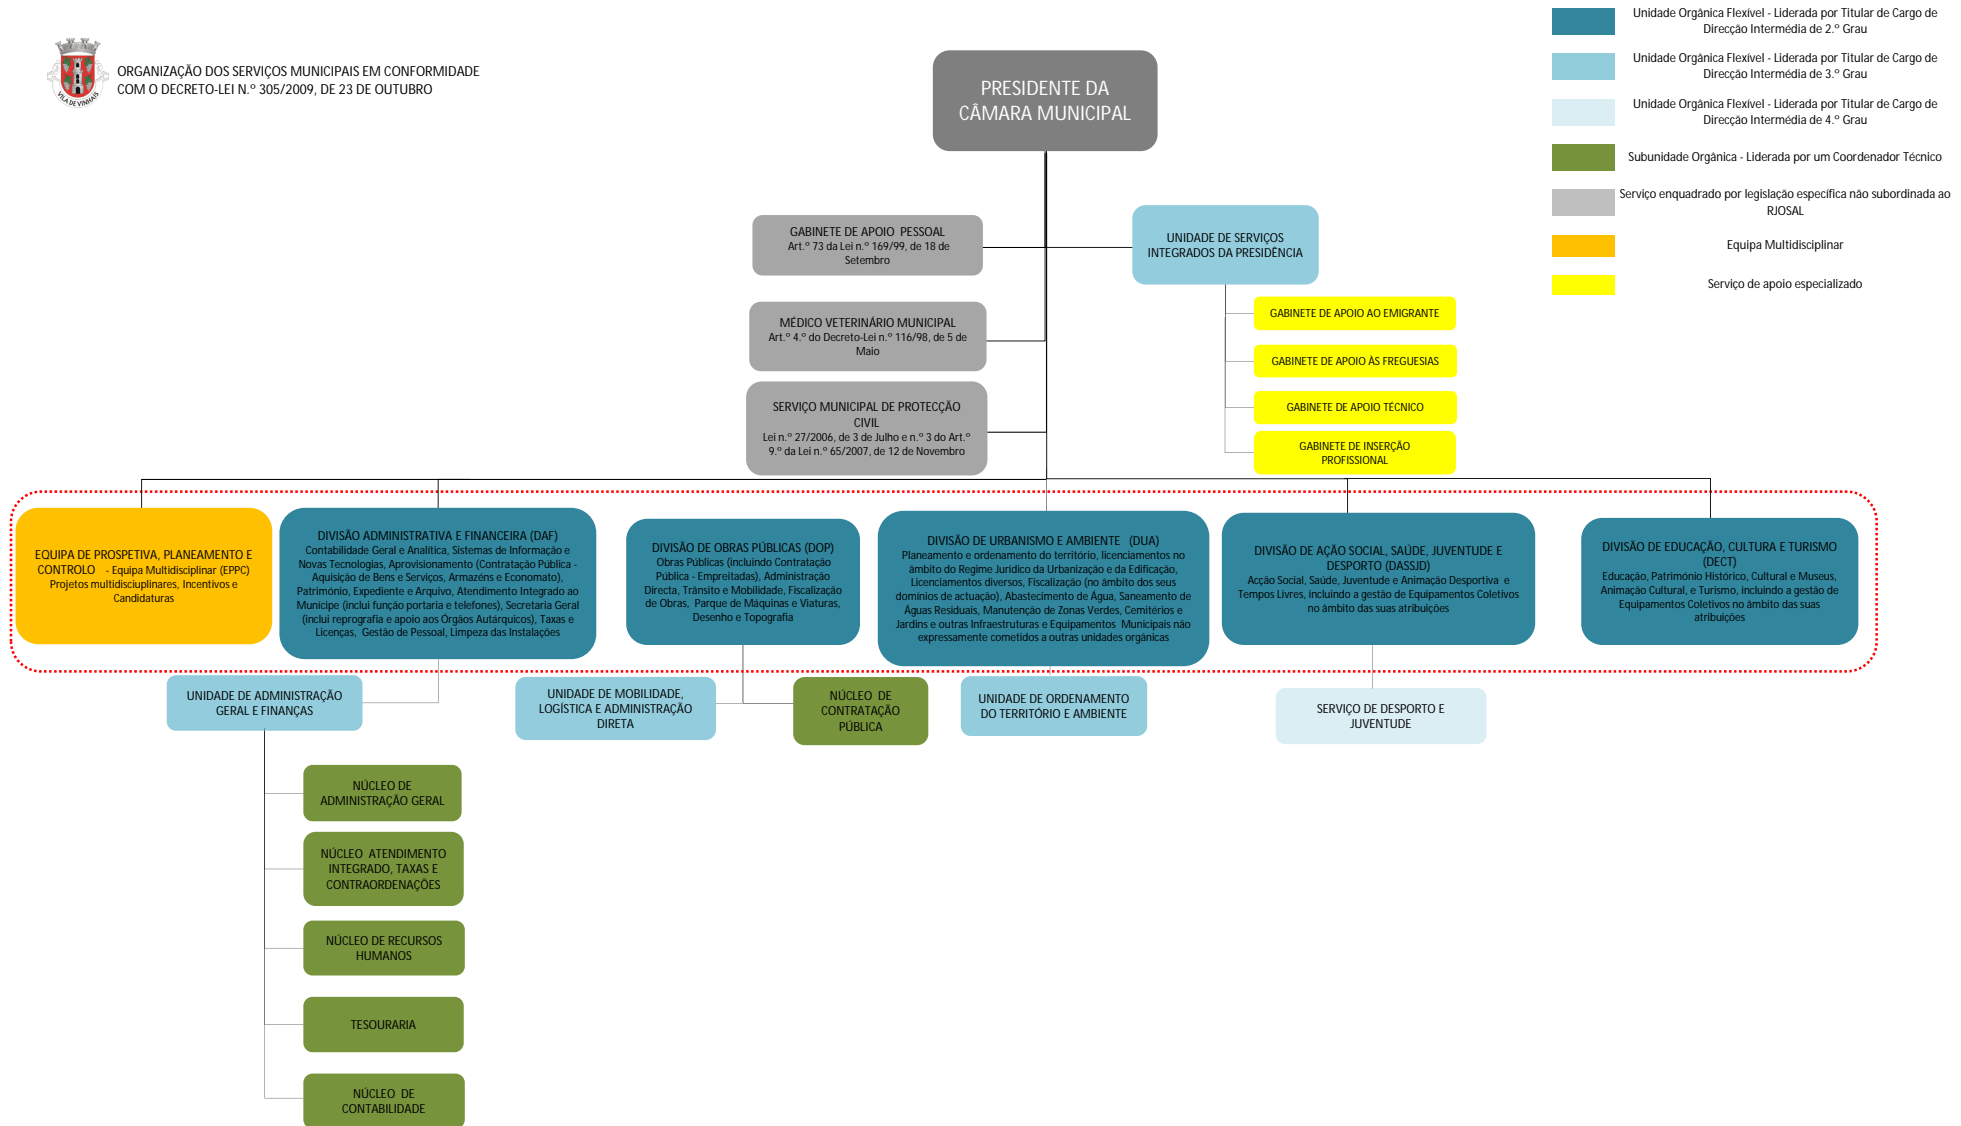 VILA DE VINHAIS
ORGANIZAÇÃO DOS SERVIÇOS MUNICIPAIS EM CONFORMIDADE
COM O DECRETO-LEI N.º 305/2009, DE 23 DE OUTUBRO
PRESIDENTE DA
CÂMARA MUNICIPAL
Unidade Orgânica Flexível - Liderada por Titular de Cargo de
Direcção Intermédia de 2.º Grau
Unidade Orgânica Flexível - Liderada por Titular de Cargo de
Direcção Intermédia de 3.º Grau
Unidade Orgânica Flexível - Liderada por Titular de Cargo de
Direcção Intermédia de 4.º Grau
Subunidade Orgânica - Liderada por um Coordenador Técnico
Serviço enquadrado por legislação específica não subordinada ao
RJOSAL
Equipa Multidisciplinar
Serviço de apoio especializado
GABINETE DE APOIO PESSOAL
Art.º 73 da Lei n.º 169/99, de 18 de
Setembro
UNIDADE DE SERVIÇOS
INTEGRADOS DA PRESIDÊNCIA
MÉDICO VETERINÁRIO MUNICIPAL
Art.º 4.º do Decreto-Lei n.º 116/98, de 5 de
Maio
SERVIÇO MUNICIPAL DE PROTECÇÃO
CIVIL
Lei n.º 27/2006, de 3 de Julho e n.º 3 do Art.º
9.º da Lei n.º 65/2007, de 12 de Novembro
GABINETE DE APOIO AO EMIGRANTE
GABINETE DE APOIO ÀS FREGUESIAS
GABINETE DE APOIO TÉCNICO
GABINETE DE INSERÇÃO
PROFISSIONAL
EQUIPA DE PROSPETIVA, PLANEAMENTO E
CONTROLO - Equipa Multidisciplinar (EPPC)
Projetos multidisciuplinares, Incentivos e
Candidaturas
DIVISÃO ADMINISTRATIVA E FINANCEIRA (DAF)
Contabilidade Geral e Analítica, Sistemas de Informação e
Novas Tecnologias, Aprovisionamento (Contratação Pública -
Aquisição de Bens e Serviços, Armazéns e Economato),
Património, Expediente e Arquivo, Atendimento Integrado ao
Munícipe (inclui função portaria e telefones), Secretaria Geral
(inclui reprografia e apoio aos Órgãos Autárquicos), Taxas e
Licenças, Gestão de Pessoal, Limpeza das Instalações
DIVISÃO DE OBRAS PÚBLICAS (DOP)
Obras Públicas (incluindo Contratação
Pública - Empreitadas), Administração
Directa, Trânsito e Mobilidade, Fiscalização
de Obras, Parque de Máquinas e Viaturas,
Desenho e Topografia
DIVISÃO DE URBANISMO E AMBIENTE (DUA)
Planeamento e ordenamento do território, licenciamentos no
âmbito do Regime Jurídico da Urbanização e da Edificação,
Licenciamentos diversos, Fiscalização (no âmbito dos seus
domínios de actuação), Abastecimento de Água, Saneamento de
Águas Residuais, Manutenção de Zonas Verdes, Cemitérios e
Jardins e outras Infraestruturas e Equipamentos Municipais não
expressamente cometidos a outras unidades orgânicas
DIVISÃO DE AÇÃO SOCIAL, SAÚDE, JUVENTUDE E
DESPORTO (DASSJD)
Acção Social, Saúde, Juventude e Animação Desportiva e
Tempos Livres, incluindo a gestão de Equipamentos Coletivos
no âmbito das suas atribuições
DIVISÃO DE EDUCAÇÃO, CULTURA E TURISMO
(DECT)
Educação, Património Histórico, Cultural e Museus,
Animação Cultural, e Turismo, incluindo a gestão de
Equipamentos Coletivos no âmbito das suas
atribuições
UNIDADE DE ADMINISTRAÇÃO
GERAL E FINANÇAS
UNIDADE DE MOBILIDADE,
LOGÍSTICA E ADMINISTRAÇÃO
DIRETA
NÚCLEO DE
CONTRATAÇÃO
PÚBLICA
UNIDADE DE ORDENAMENTO
DO TERRITÓRIO E AMBIENTE
SERVIÇO DE DESPORTO E
JUVENTUDE
NÚCLEO DE
ADMINISTRAÇÃO GERAL
NÚCLEO ATENDIMENTO
INTEGRADO, TAXAS E
CONTRAORDENAÇÕES
NÚCLEO DE RECURSOS
HUMANOS
TESOURARIA
NÚCLEO DE
CONTABILIDADE